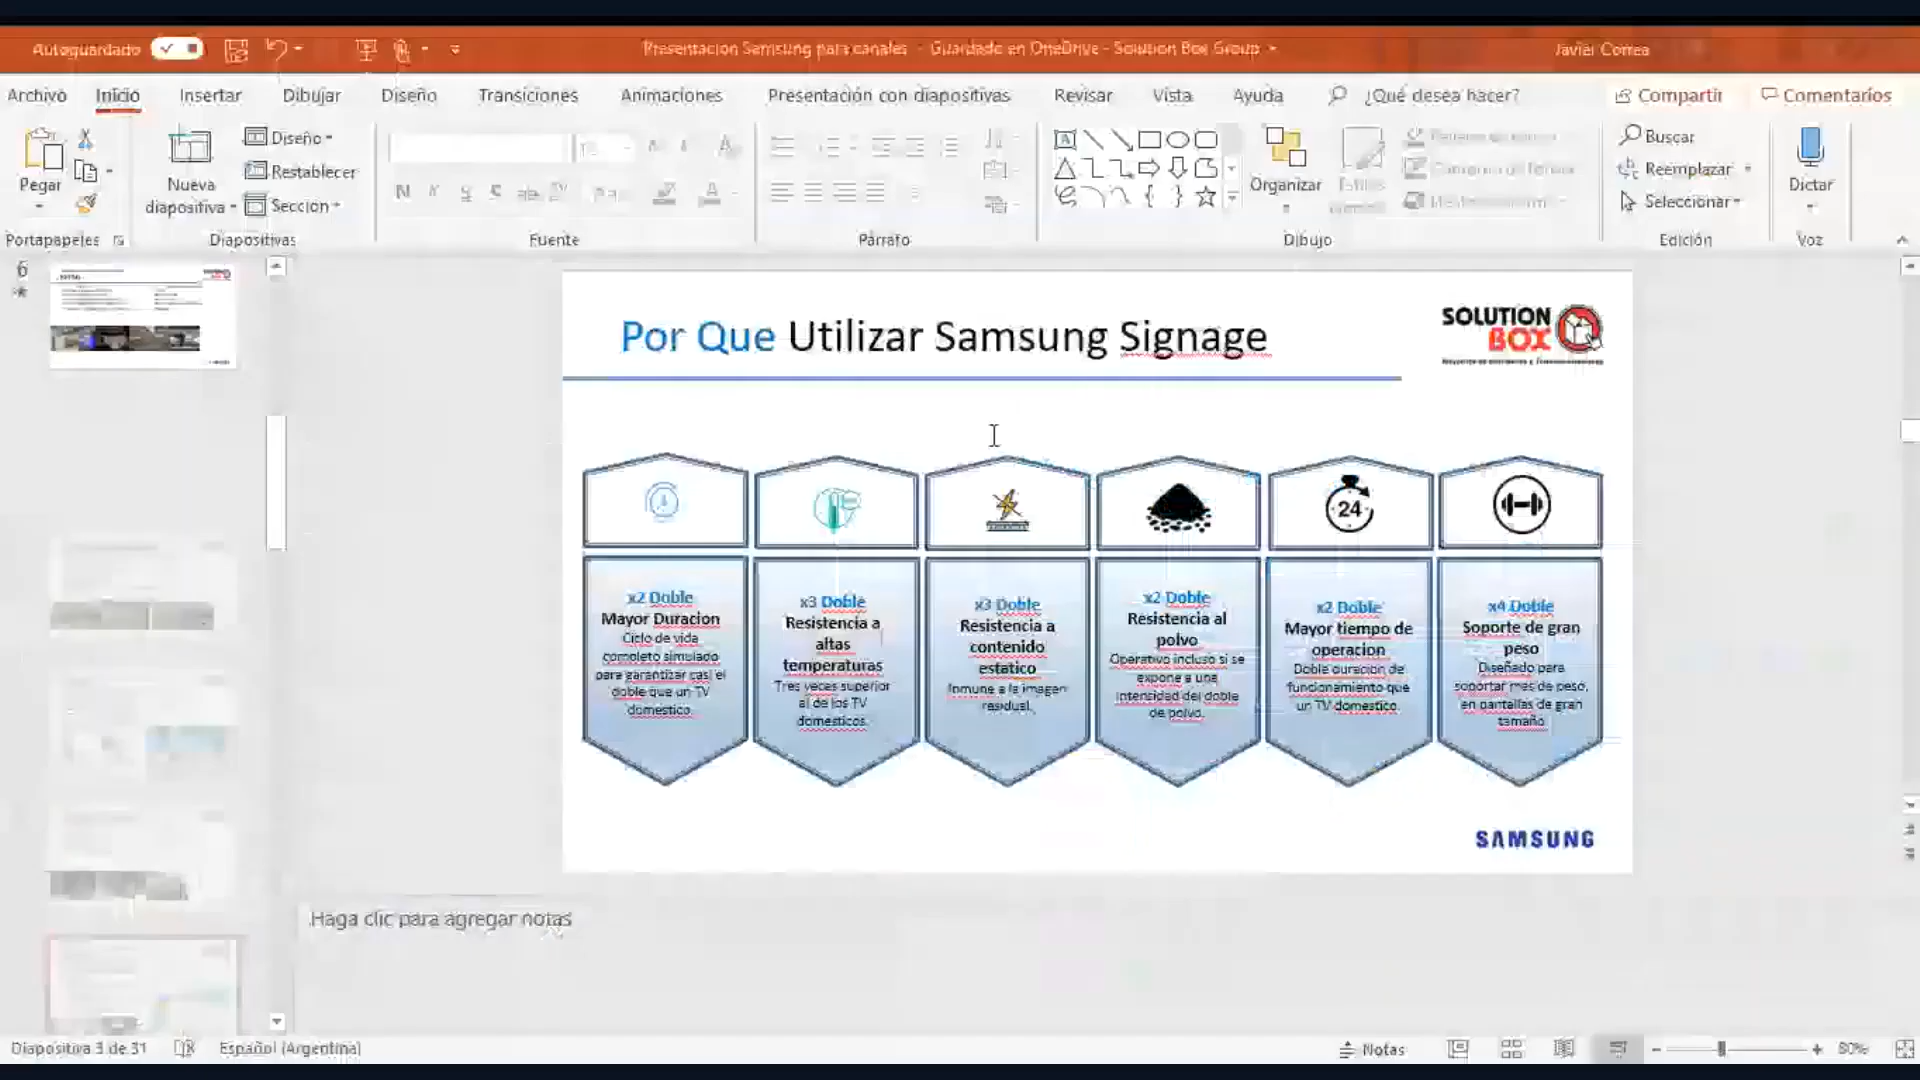 Autoguardado
Presentacion Samsung para canales - Guardado en OneDrive - Solution Box Group
Javier Correa
Archivo Inicio Insertar Dibujar Diseño Transiciones Animaciones Presentación con diapositivas Revisar Vista Ayuda ¿Qué desea hacer? Compartir Comentarios
Pegar
Nueva diapositiva
Diseño
Restablecer
Sección
Organizar
Buscar
Reemplazar
Seleccionar
Dictar
Portapapeles Diapositivas Fuente Párrafo Dibujo Edición Voz
6
Por Que Utilizar Samsung Signage
SOLUTION
BOX
24
x2 Doble
Mayor Duracion
Ciclo de vida
completo simulado
para garantizar casi el
doble que un TV
domestico.
x3 Doble
Resistencia a
altas
temperaturas
Tres veces superior
al de los TV
domesticos.
x3 Doble
Resistencia a
contenido
estatico
Inmune a la imagen
residual.
x2 Doble
Resistencia al
polvo
Operativo incluso si se
expone a una
intensidad del doble
de polvo.
x2 Doble
Mayor tiempo de
operacion
Doble duracion de
funcionamiento que
un TV domestico.
x4 Doble
Soporte de gran
peso
Diseñado para
soportar mas de peso,
en pantallas de gran
tamaño
SAMSUNG
Haga clic para agregar notas
Diapositiva 3 de 31 Español (Argentina) Notas 80%